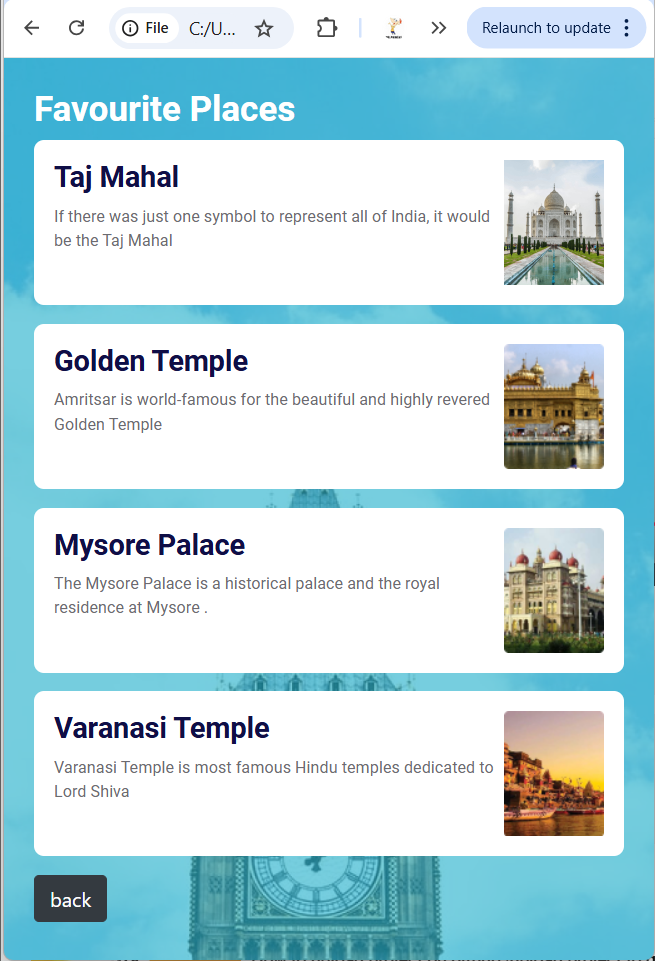 File C:/U... Relaunch to update
Favourite Places
Taj Mahal
If there was just one symbol to represent all of India, it would
be the Taj Mahal
Golden Temple
Amritsar is world-famous for the beautiful and highly revered
Golden Temple
Mysore Palace
The Mysore Palace is a historical palace and the royal
residence at Mysore .
Varanasi Temple
Varanasi Temple is most famous Hindu temples dedicated to
Lord Shiva
back